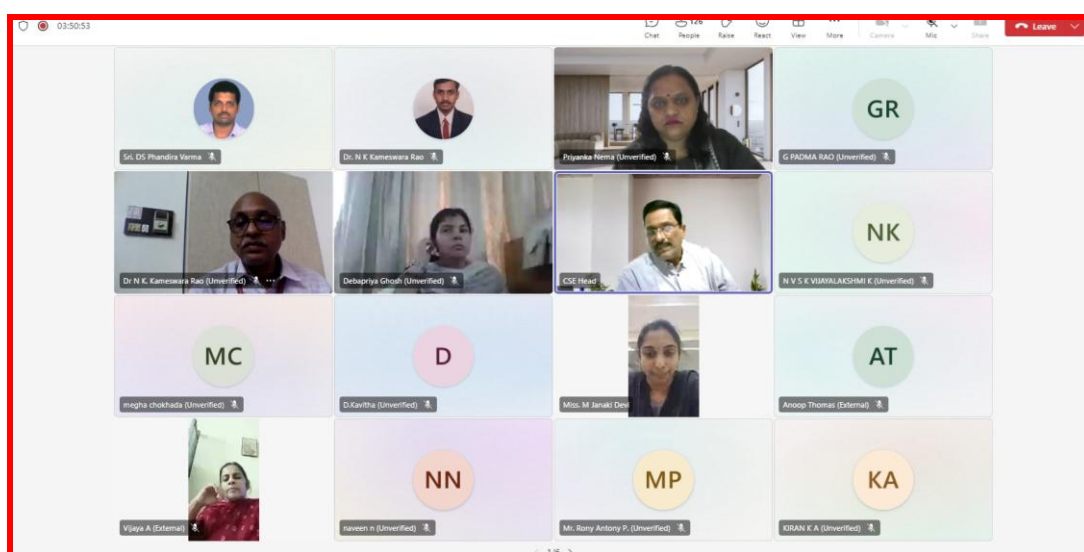 03:50:53
126
Chat People Raise React View More Camera Mic Share Leave
Sri. DS Phandira Varma
Dr. N K Kameswara Rao
Priyanka Nema (Unverified)
GR
G PADMA RAO (Unverified)
Dr N K. Kameswara Rao (Unverified) ...
Debapriya Ghosh (Unverified)
CSE Head
NK
N V S K VIJAYALAKSHMI K (Unverified)
MC
megha chokhada (Unverified)
D
D.Kavitha (Unverified)
Miss. M Janaki Devi
AT
Anoop Thomas (External)
Vijaya A (External)
NN
naveen n (Unverified)
MP
Mr. Rony Antony P. (Unverified)
KA
KIRAN K A (Unverified)